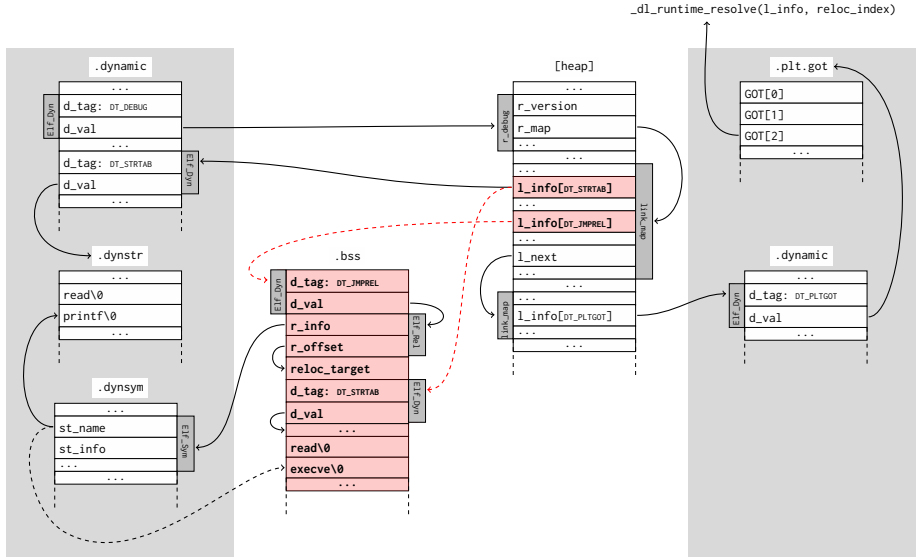 _dl_runtime_resolve(l_info, reloc_index)
.dynamic
...
d_tag: DT_DEBUG
d_val
...
d_tag: DT_STRTAB
d_val
...
Elf_Dyn
Elf_Dyn
.dynstr
...
read\0
printf\0
...
.dynsym
...
st_name
st_info
...
...
Elf_Sym
.bss
d_tag: DT_JMPREL
d_val
r_info
r_offset
reloc_target
d_tag: DT_STRTAB
d_val
...
read\0
execve\0
...
Elf_Dyn
Elf_Rel
Elf_Dyn
[heap]
...
r_version
r_map
...
...
...
l_info[DT_STRTAB]
...
l_info[DT_JMPREL]
...
l_next
...
...
l_info[DT_PLTGOT]
...
...
r_debug
link_map
link_map
.plt.got
GOT[0]
GOT[1]
GOT[2]
...
.dynamic
...
d_tag: DT_PLTGOT
d_val
...
Elf_Dyn